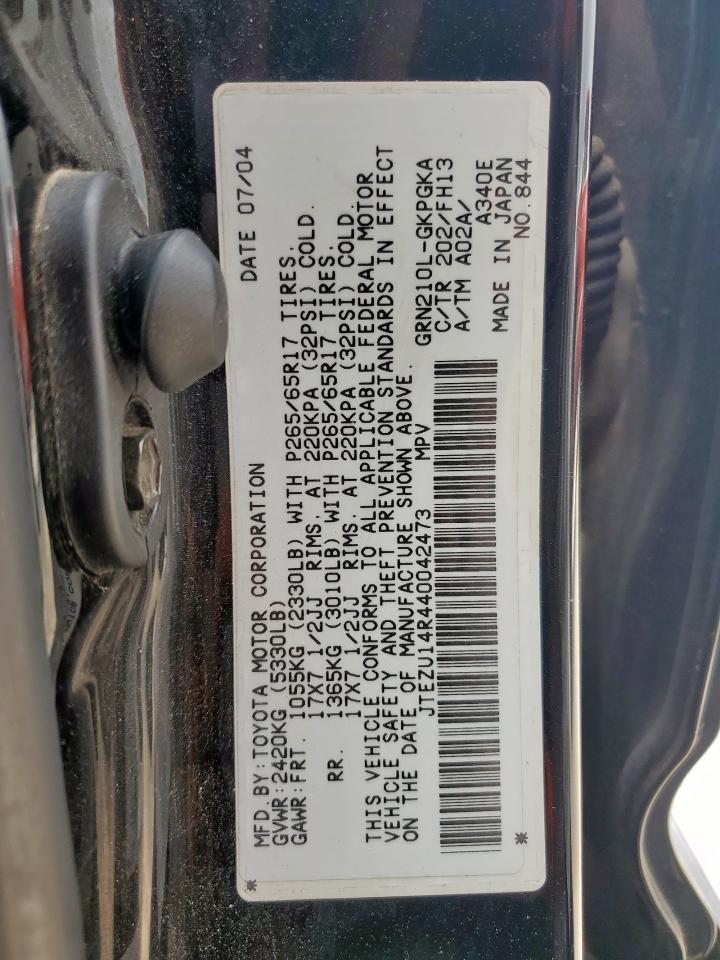 MFD.BY:TOYOTA MOTOR CORPORATION DATE 07/04
GVWR:2420KG (5330LB)
GAWR:FRT. 1055KG (2330LB) WITH P265/65R17 TIRES.
17X7 1/2JJ RIMS. AT 220KPA (32PSI) COLD.
RR. 1365KG (3010LB) WITH P265/65R17 TIRES.
17X7 1/2JJ RIMS. AT 220KPA (32PSI) COLD.
THIS VEHICLE CONFORMS TO ALL APPLICABLE FEDERAL MOTOR
VEHICLE SAFETY AND THEFT PREVENTION STANDARDS IN EFFECT
ON THE DATE OF MANUFACTURE SHOWN ABOVE.
JTEZU14R440042473 MPV
GRN210L-GKPGKA
C/TR 202/FH13
A/TM A02A/ A340E
MADE IN JAPAN
NO.844